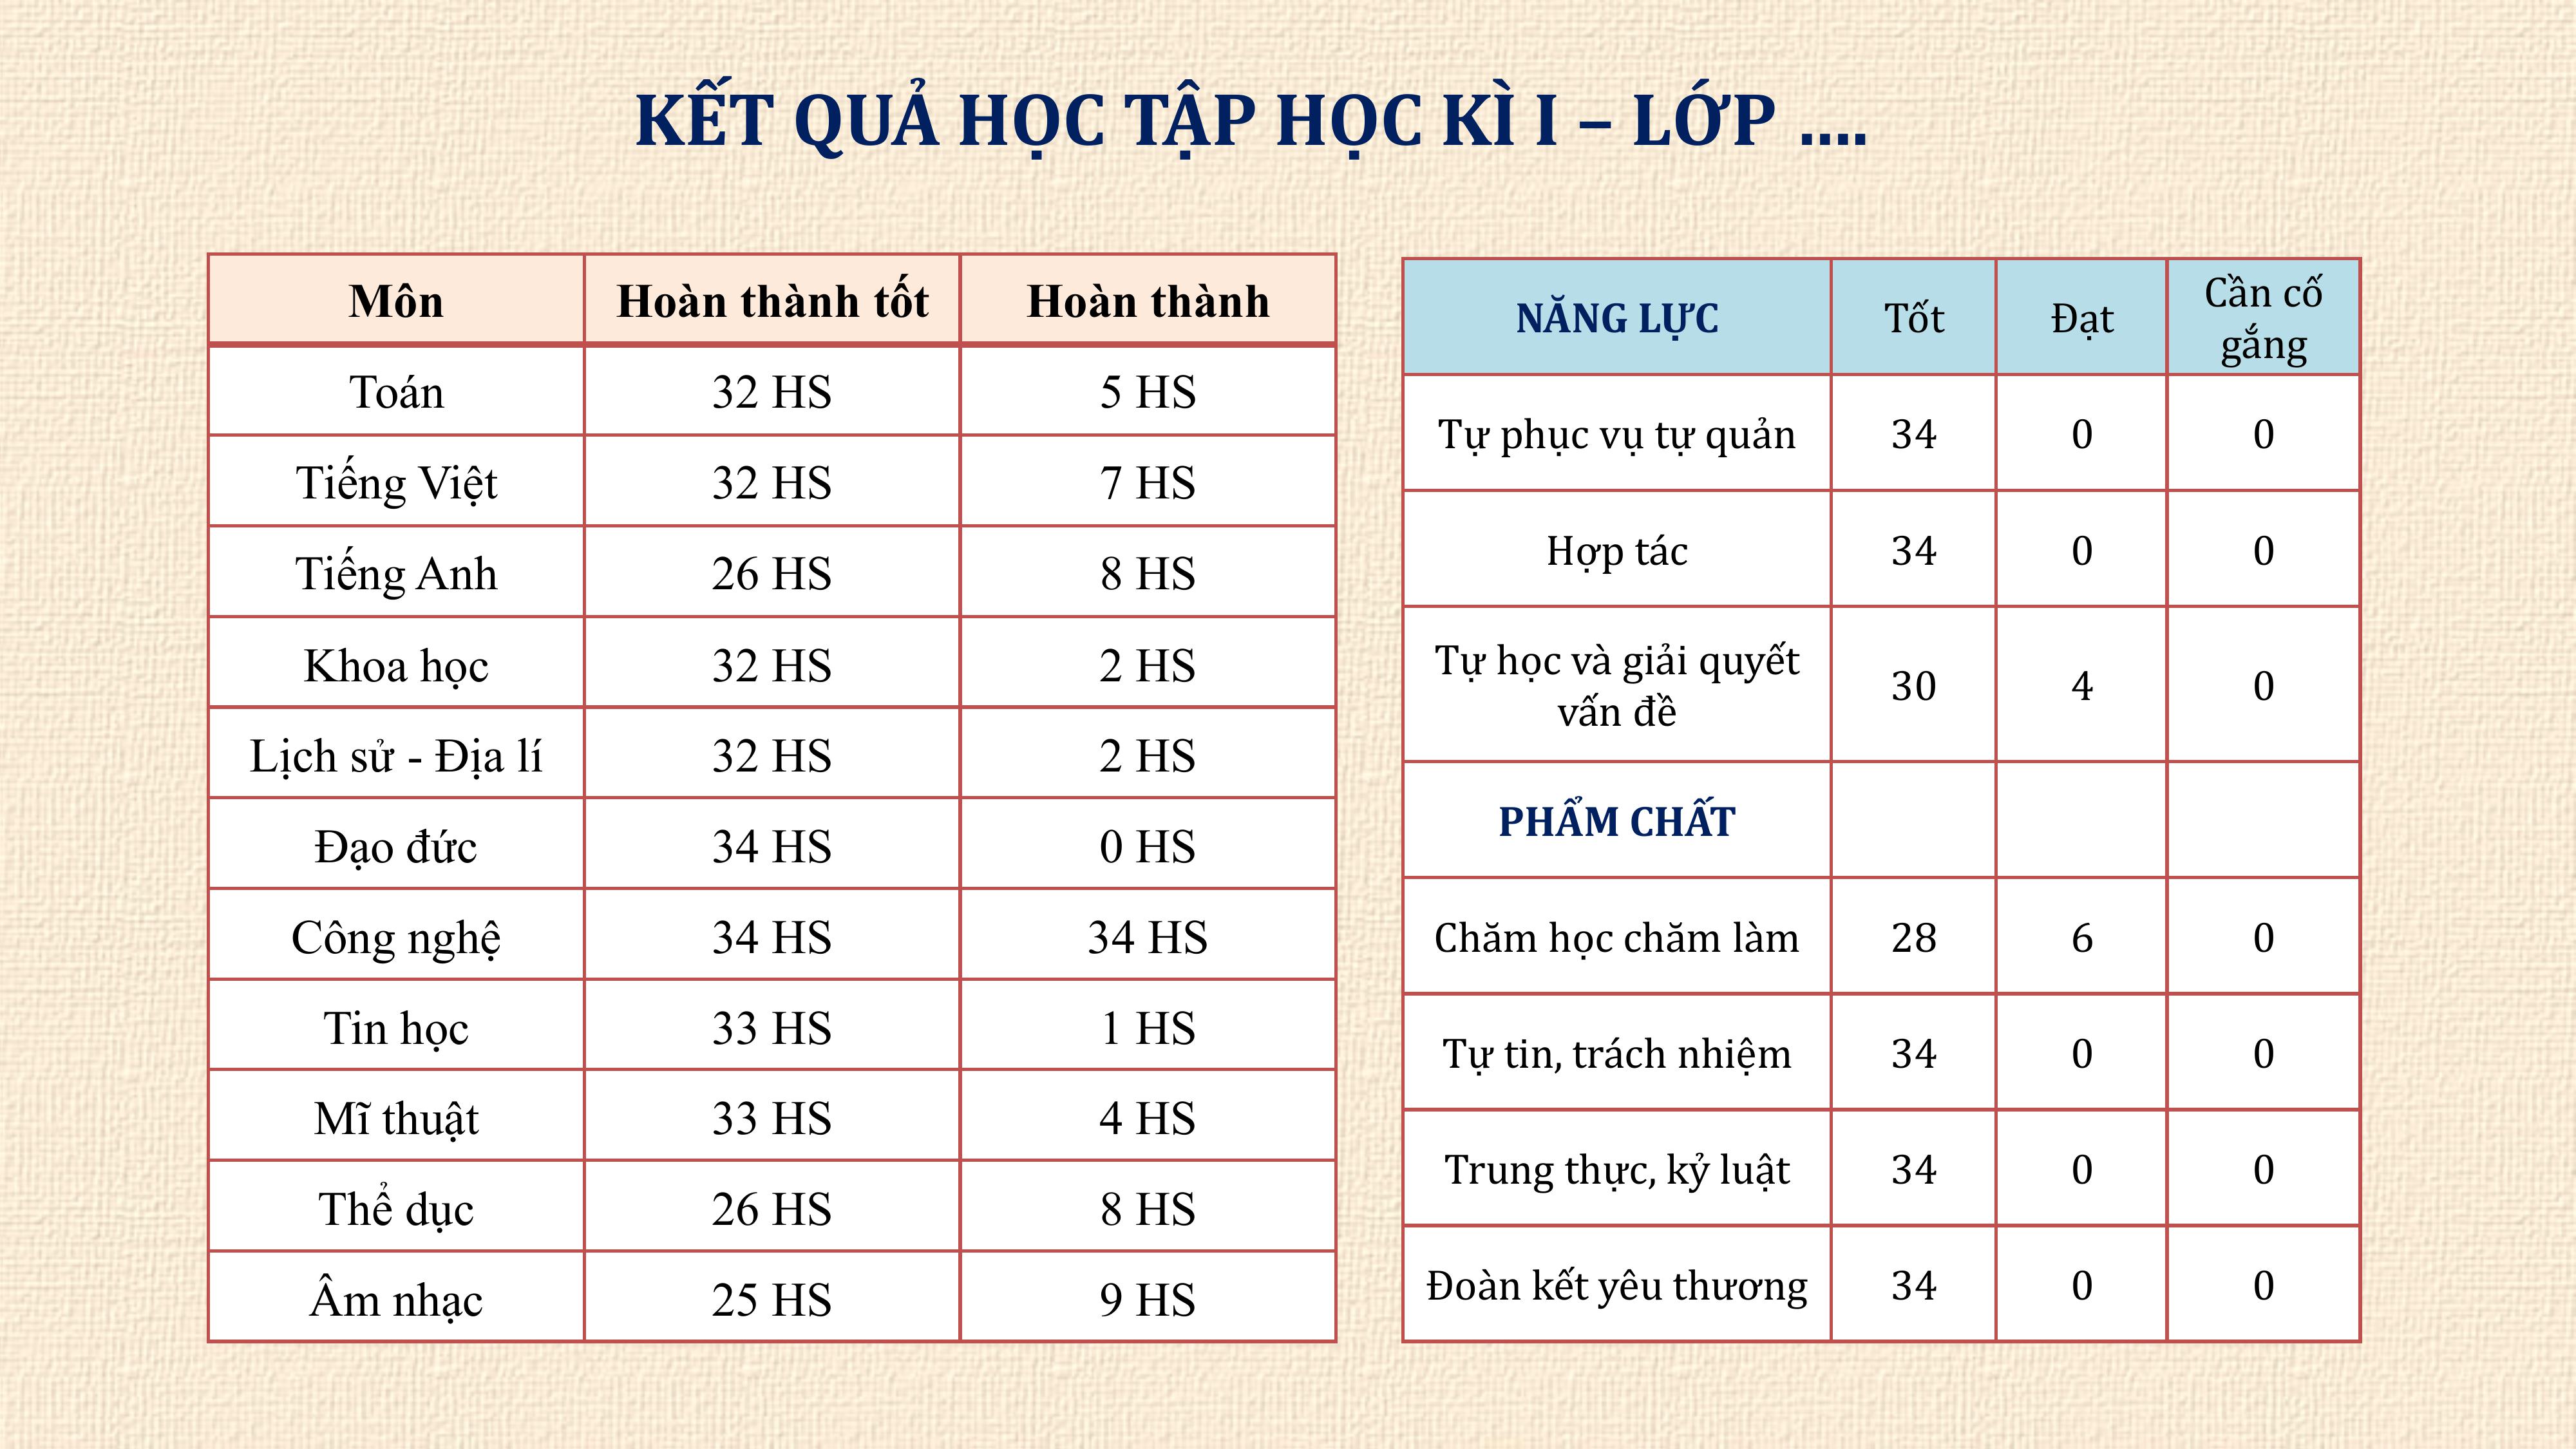 KẾT QUẢ HỌC TẬP HỌC KÌ I – LỚP ....
Môn Hoàn thành tốt Hoàn thành
Toán 32 HS 5 HS
Tiếng Việt 32 HS 7 HS
Tiếng Anh 26 HS 8 HS
Khoa học 32 HS 2 HS
Lịch sử - Địa lí 32 HS 2 HS
Đạo đức 34 HS 0 HS
Công nghệ 34 HS 34 HS
Tin học 33 HS 1 HS
Mĩ thuật 33 HS 4 HS
Thể dục 26 HS 8 HS
Âm nhạc 25 HS 9 HS
NĂNG LỰC Tốt Đạt Cần cố
gắng
Tự phục vụ tự quản 34 0 0
Hợp tác 34 0 0
Tự học và giải quyết
vấn đề 30 4 0
PHẨM CHẤT
Chăm học chăm làm 28 6 0
Tự tin, trách nhiệm 34 0 0
Trung thực, kỷ luật 34 0 0
Đoàn kết yêu thương 34 0 0